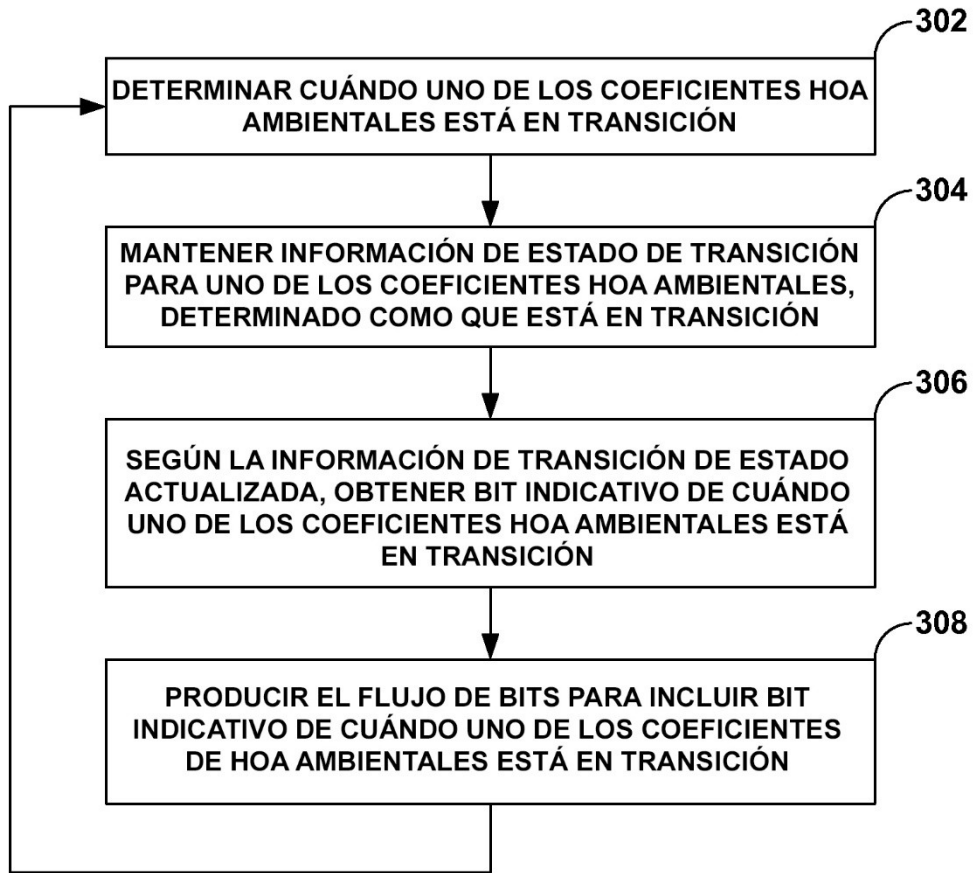 302
DETERMINAR CUÁNDO UNO DE LOS COEFICIENTES HOA
AMBIENTALES ESTÁ EN TRANSICIÓN
304
MANTENER INFORMACIÓN DE ESTADO DE TRANSICIÓN
PARA UNO DE LOS COEFICIENTES HOA AMBIENTALES,
DETERMINADO COMO QUE ESTÁ EN TRANSICIÓN
306
SEGÚN LA INFORMACIÓN DE TRANSICIÓN DE ESTADO
ACTUALIZADA, OBTENER BIT INDICATIVO DE CUÁNDO
UNO DE LOS COEFICIENTES HOA AMBIENTALES ESTÁ
EN TRANSICIÓN
308
PRODUCIR EL FLUJO DE BITS PARA INCLUIR BIT
INDICATIVO DE CUÁNDO UNO DE LOS COEFICIENTES
DE HOA AMBIENTALES ESTÁ EN TRANSICIÓN